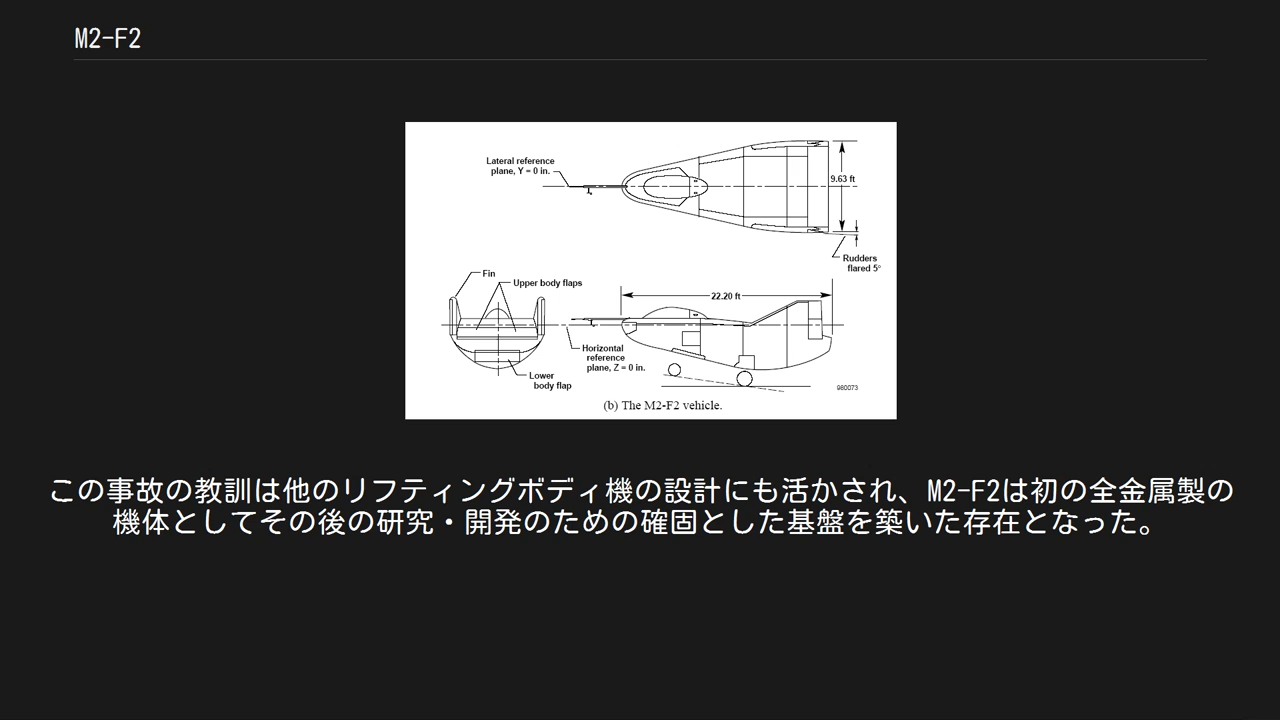 M2-F2
Lateral reference
plane, Y = 0 in.
9.63 ft
Rudders
flared 5°
Fin
Upper body flaps
22.20 ft
Horizontal
reference
plane, Z = 0 in.
Lower
body flap
980073
(b) The M2-F2 vehicle.
この事故の教訓は他のリフティングボディ機の設計にも活かされ、M2-F2は初の全金属製の
機体としてその後の研究・開発のための確固とした基盤を築いた存在となった。